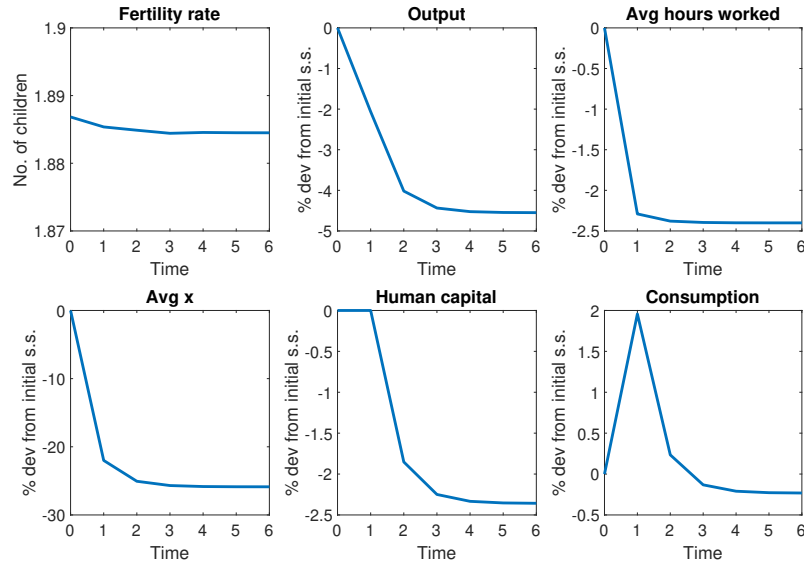 Fertility rate
1.9
1.89
1.88
1.87
No. of children
0 1 2 3 4 5 6
Time
Output
0
-1
-2
-3
-4
-5
% dev from initial s.s.
0 1 2 3 4 5 6
Time
Avg hours worked
0
-0.5
-1
-1.5
-2
-2.5
% dev from initial s.s.
0 1 2 3 4 5 6
Time
Avg x
0
-10
-20
-30
% dev from initial s.s.
0 1 2 3 4 5 6
Time
Human capital
0
-0.5
-1
-1.5
-2
-2.5
% dev from initial s.s.
0 1 2 3 4 5 6
Time
Consumption
2
1.5
1
0.5
0
-0.5
% dev from initial s.s.
0 1 2 3 4 5 6
Time